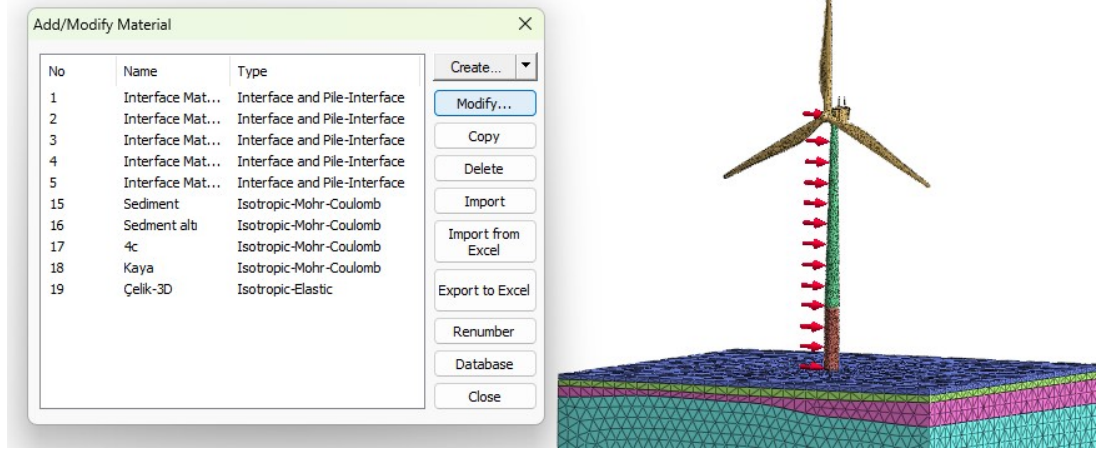 Add/Modify Material
No Name Type
1 Interface Mat... Interface and Pile-Interface
2 Interface Mat... Interface and Pile-Interface
3 Interface Mat... Interface and Pile-Interface
4 Interface Mat... Interface and Pile-Interface
5 Interface Mat... Interface and Pile-Interface
15 Sediment Isotropic-Mohr-Coulomb
16 Sedment altı Isotropic-Mohr-Coulomb
17 4c Isotropic-Mohr-Coulomb
18 Kaya Isotropic-Mohr-Coulomb
19 Çelik-3D Isotropic-Elastic
Create...
Modify...
Copy
Delete
Import
Import from
Excel
Export to Excel
Renumber
Database
Close